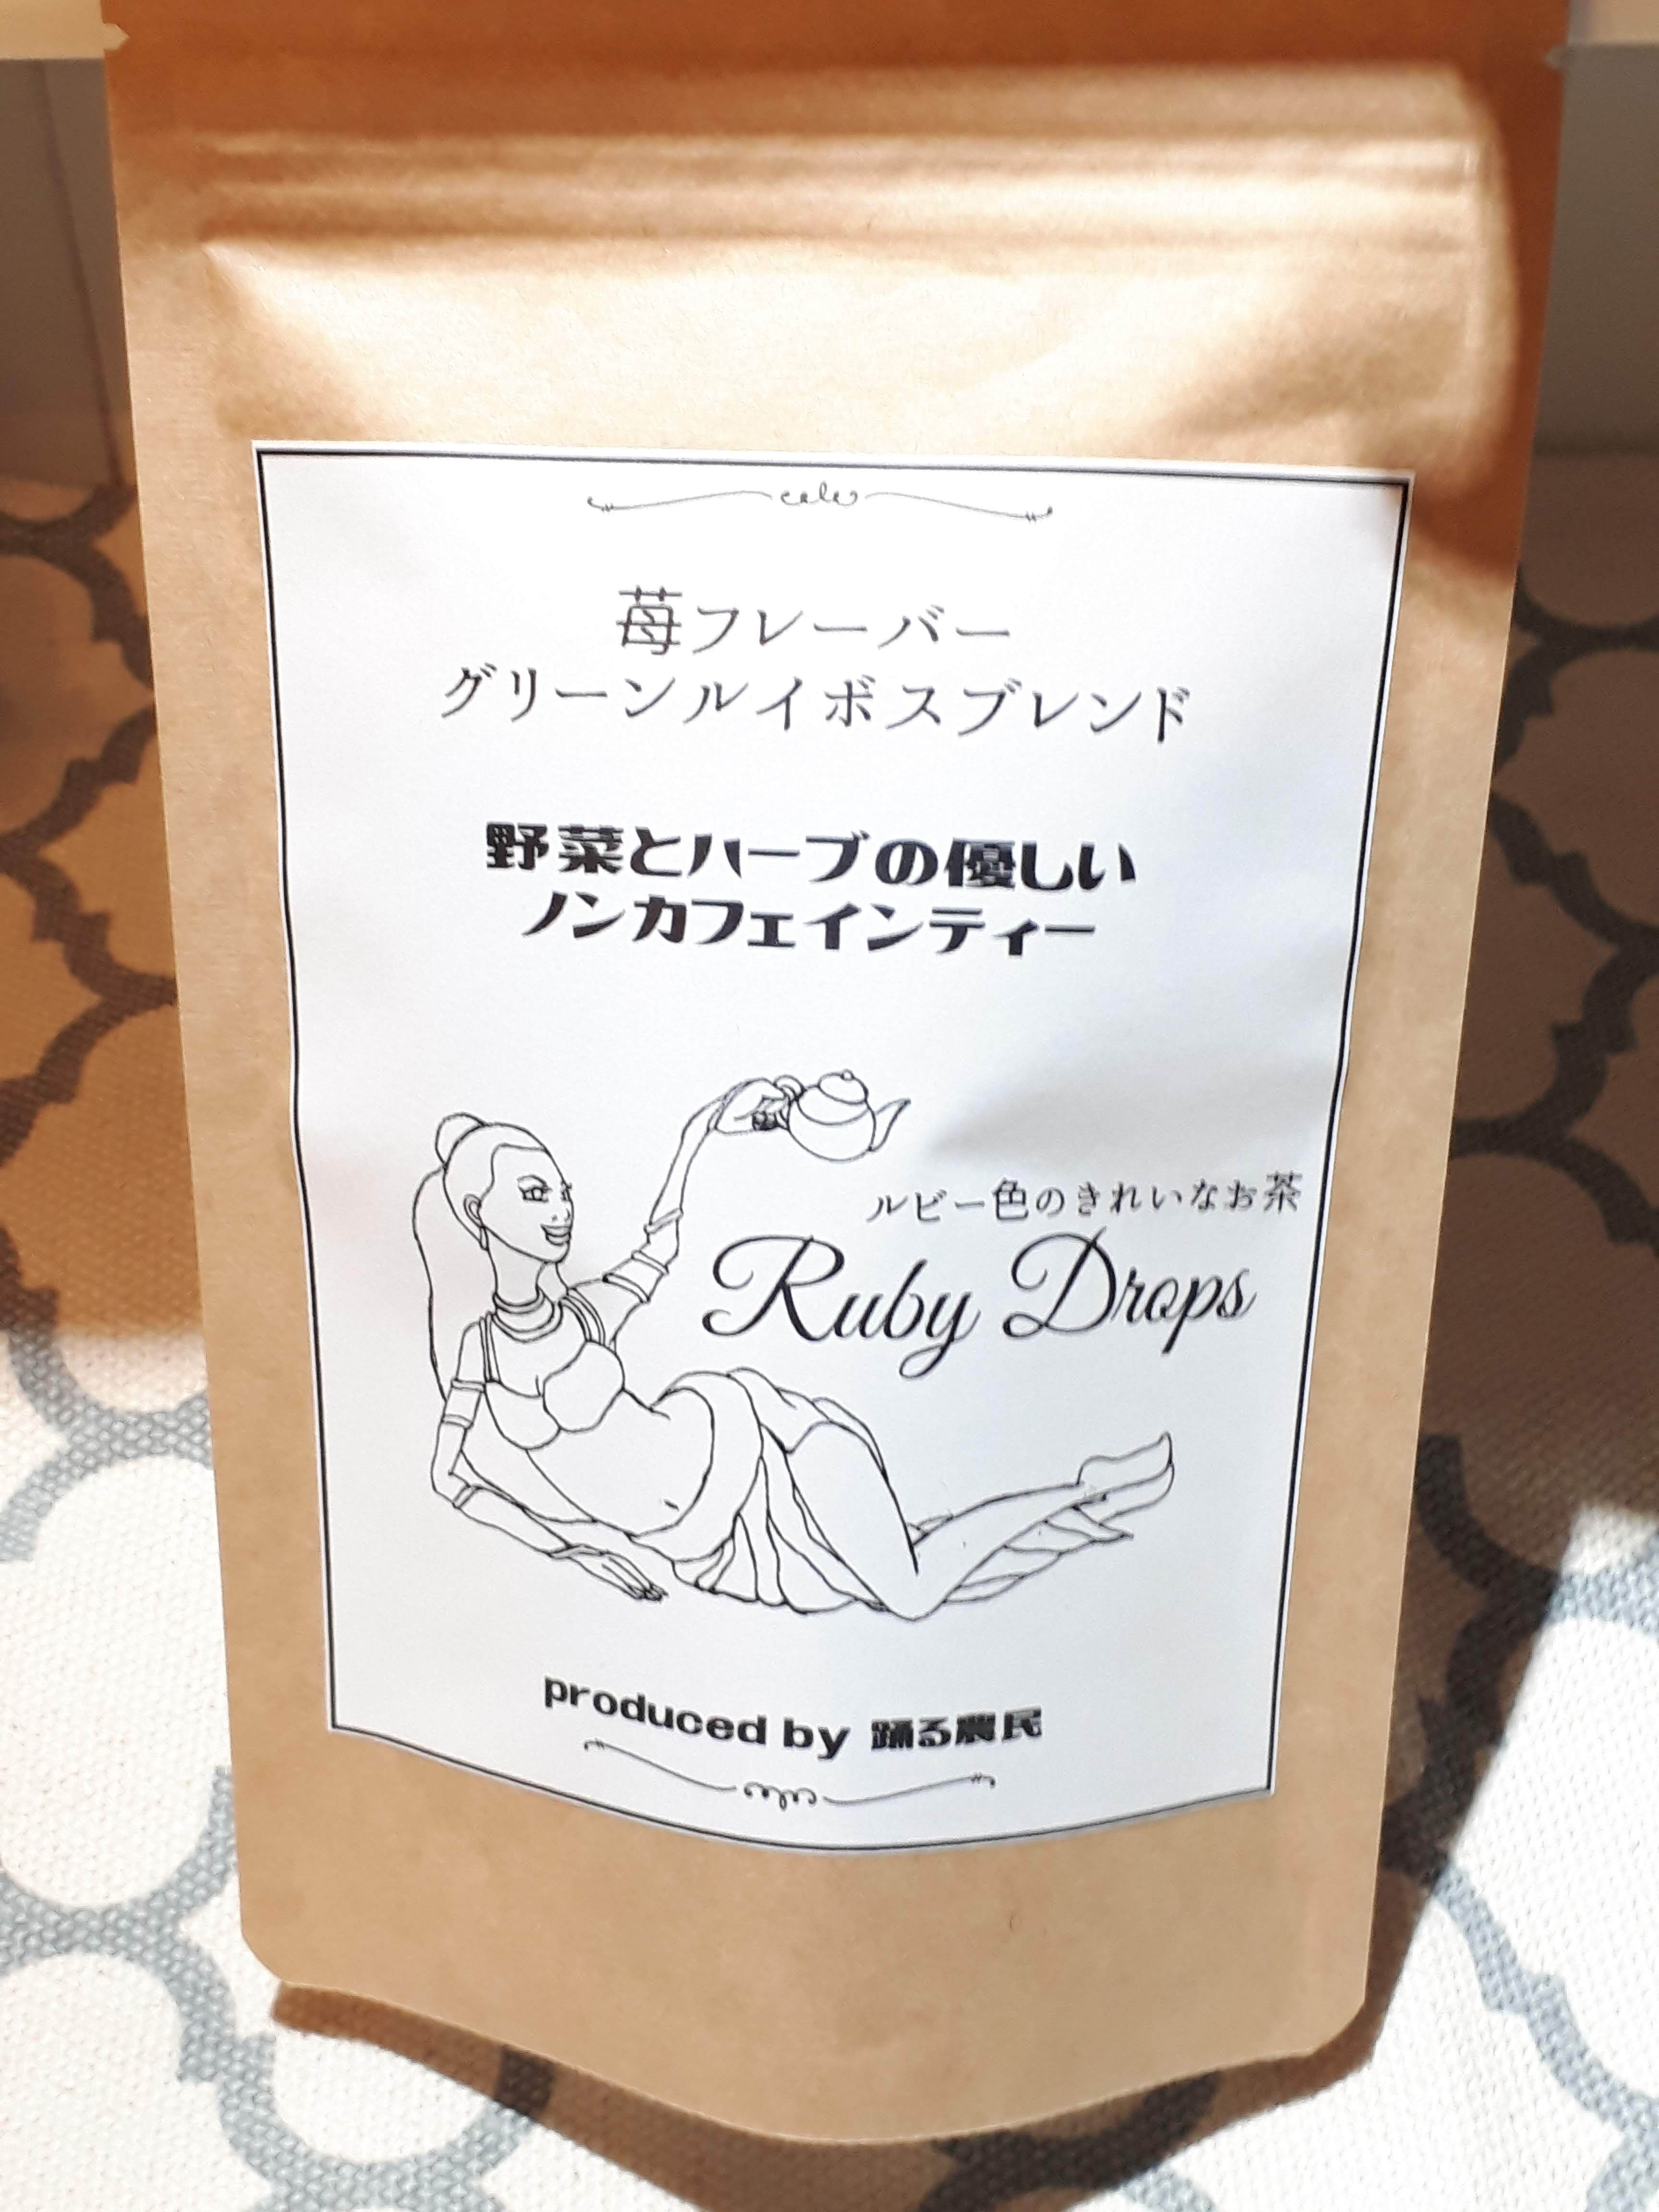 苺フレーバー
グリーンルイボスブレンド
野菜とハーブの優しい
ノンカフェインティー
ルビー色のきれいなお茶
Ruby Drops
produced by 踊る農民